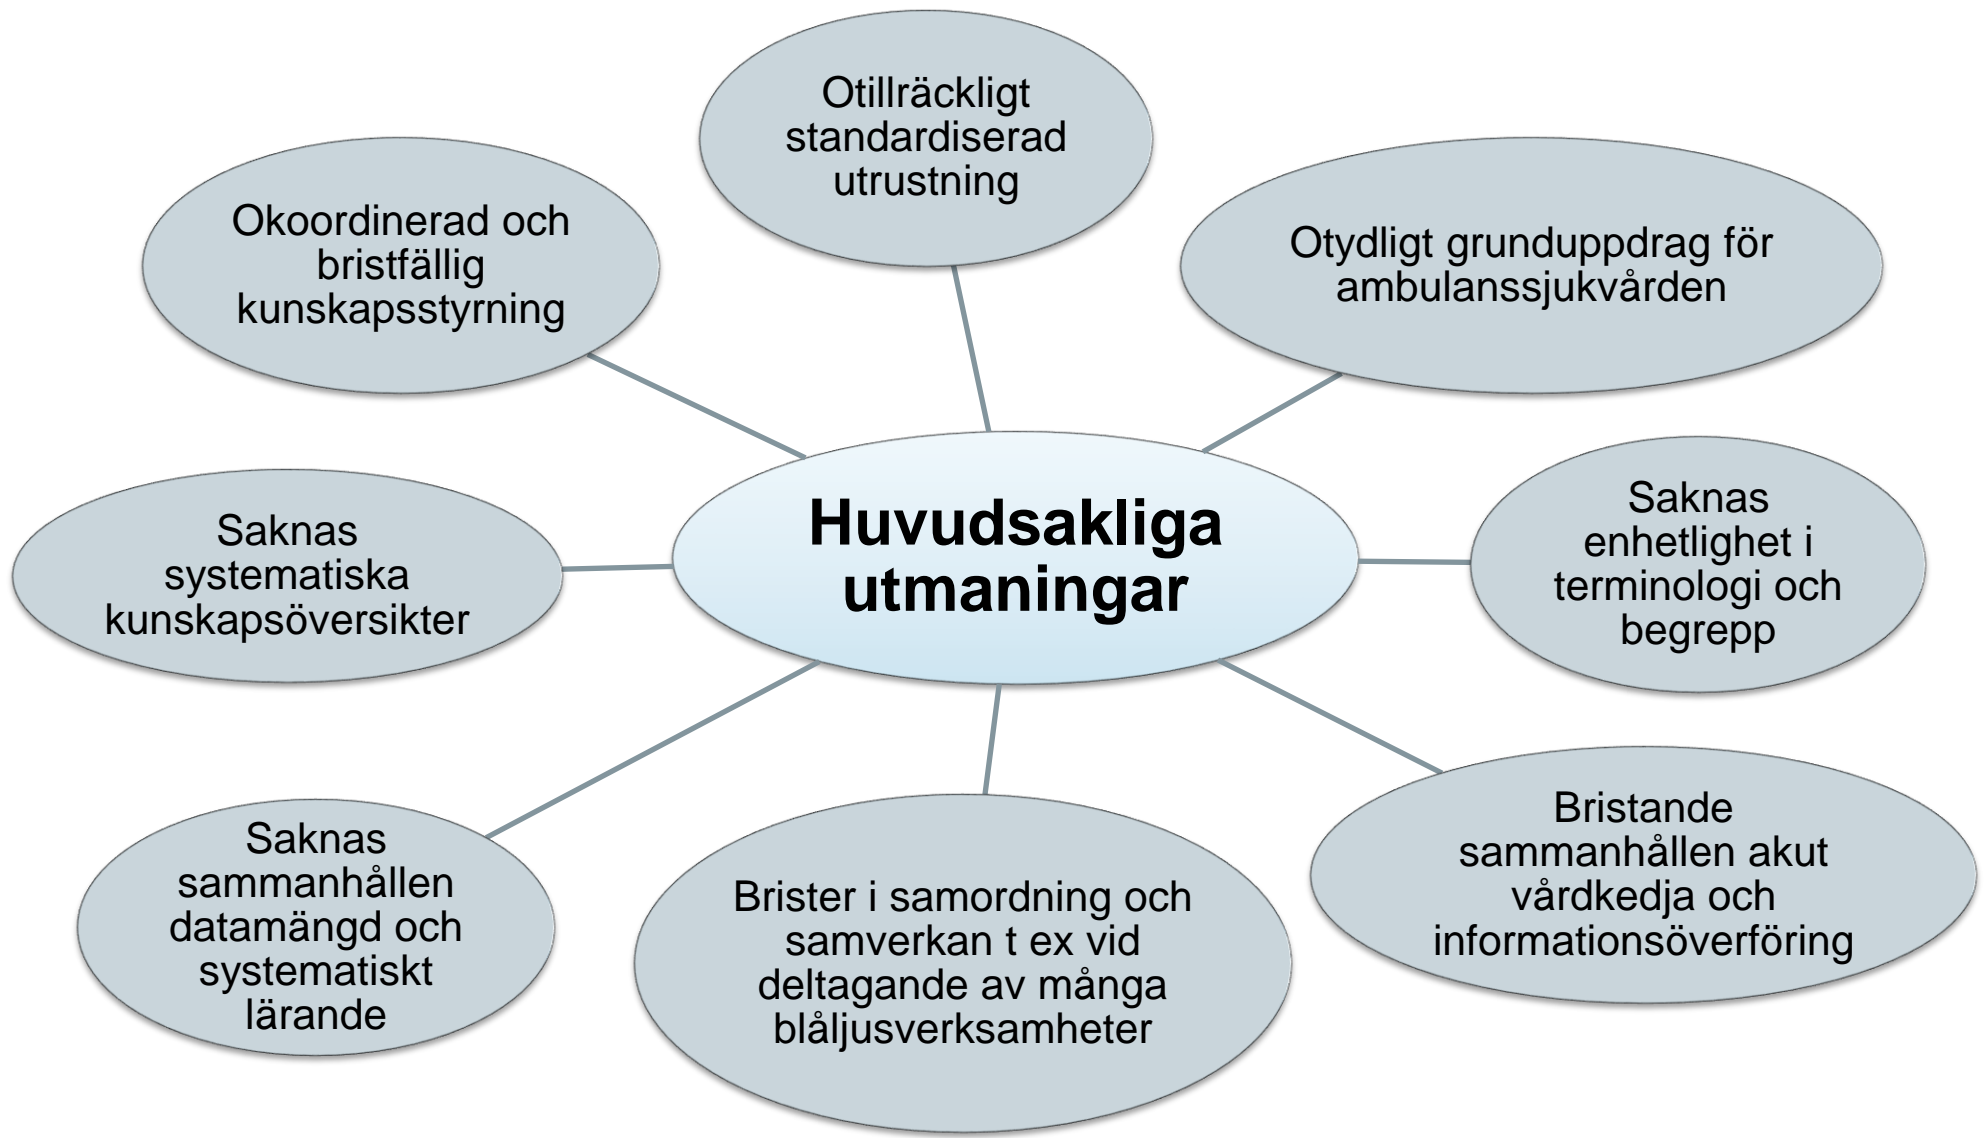 Otillräckligt
standardiserad
utrustning
Okoordinerad och
bristfällig
kunskapsstyrning
Otydligt grunduppdrag för
ambulanssjukvården
Saknas
systematiska
kunskapsöversikter
Huvudsakliga
utmaningar
Saknas
enhetlighet i
terminologi och
begrepp
Saknas
sammanhållen
datamängd och
systematiskt
lärande
Brister i samordning och
samverkan t ex vid
deltagande av många
blåljusverksamheter
Bristande
sammanhållen akut
vårdkedja och
informationsöverföring